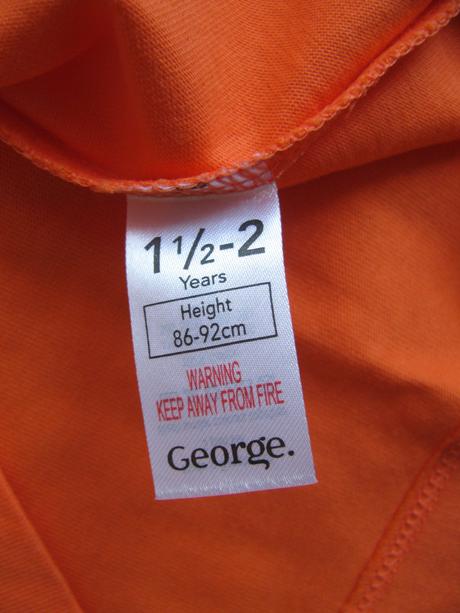 1½-2
Years
Height
86-92cm
WARNING
KEEP AWAY FROM FIRE
George.